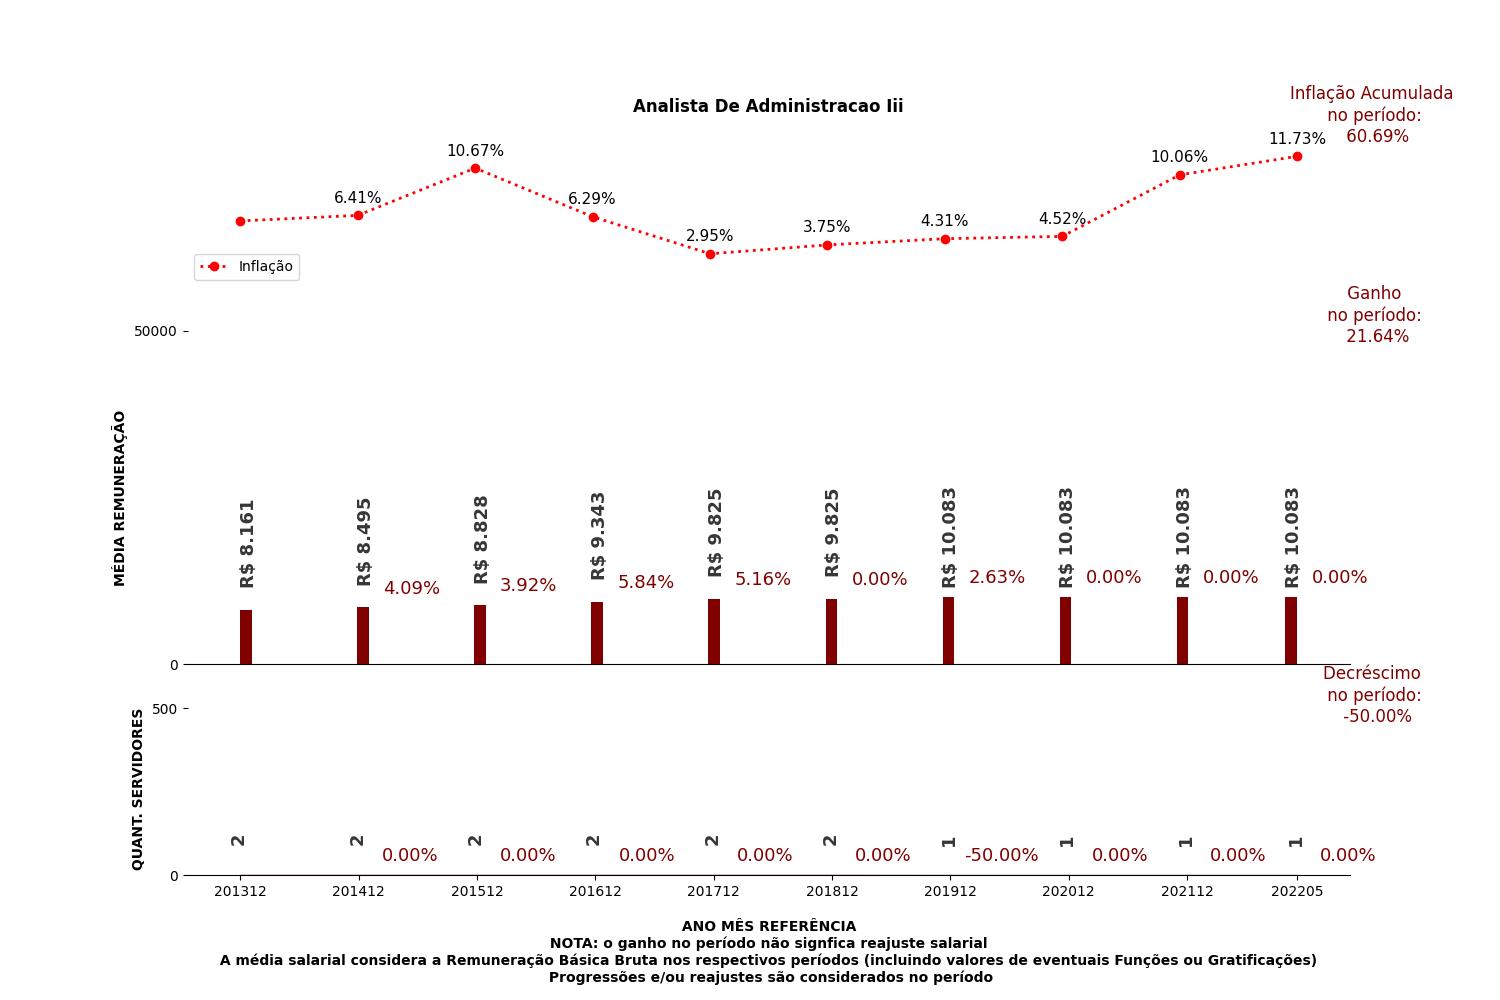 Analista De Administracao Iii
Inflação Acumulada
no período:
60.69%
6.41%
10.67%
6.29%
2.95%
3.75%
4.31%
4.52%
10.06%
11.73%
Inflação
Ganho
no período:
21.64%
50000
0
MÉDIA REMUNERAÇÃO
R$ 8.161
R$ 8.495
R$ 8.828
R$ 9.343
R$ 9.825
R$ 9.825
R$ 10.083
R$ 10.083
R$ 10.083
R$ 10.083
4.09%
3.92%
5.84%
5.16%
0.00%
2.63%
0.00%
0.00%
0.00%
Decréscimo
no período:
-50.00%
500
0
QUANT. SERVIDORES
2
2
2
2
2
2
1
1
1
1
0.00%
0.00%
0.00%
0.00%
0.00%
-50.00%
0.00%
0.00%
0.00%
201312
201412
201512
201612
201712
201812
201912
202012
202112
202205
ANO MÊS REFERÊNCIA
NOTA: o ganho no período não signfica reajuste salarial
A média salarial considera a Remuneração Básica Bruta nos respectivos períodos (incluindo valores de eventuais Funções ou Gratificações)
Progressões e/ou reajustes são considerados no período